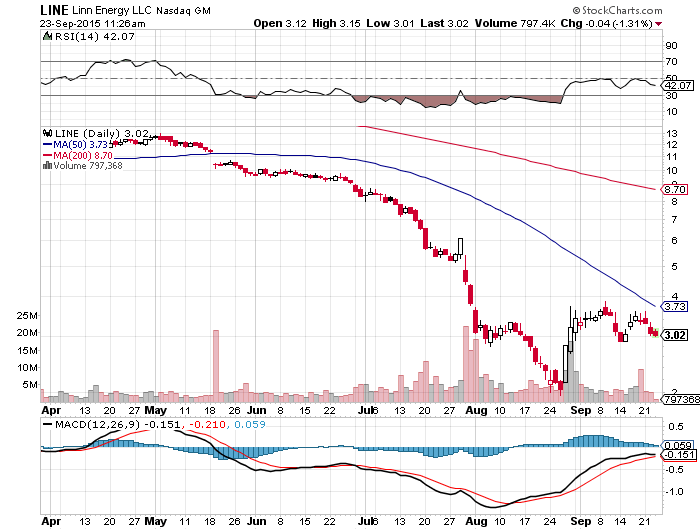 LINE Linn Energy LLC Nasdaq GM © StockCharts.com
23-Sep-2015 11:26am Open 3.12 High 3.15 Low 3.01 Last 3.02 Volume 797.4K Chg -0.04 (-1.31%)
RSI(14) 42.07
90
70
50
42.07
30
10
LINE (Daily) 3.02
MA(50) 3.73
MA(200) 8.70
Volume 797,368
13
12
11
10
9
8.70
8
7
6
5
4
3.73
3.02
2
25M
20M
15M
10M
5M
797368
Apr 13 20 27 May 11 18 26 Jun 8 15 22 Jul 6 13 20 27 Aug 10 17 24 Sep 8 14 21
MACD(12,26,9) -0.151, -0.210, 0.059
0.5
0.059
-0.151
-0.5
-1.0
Apr 13 20 27 May 11 18 26 Jun 8 15 22 Jul 6 13 20 27 Aug 10 17 24 Sep 8 14 21